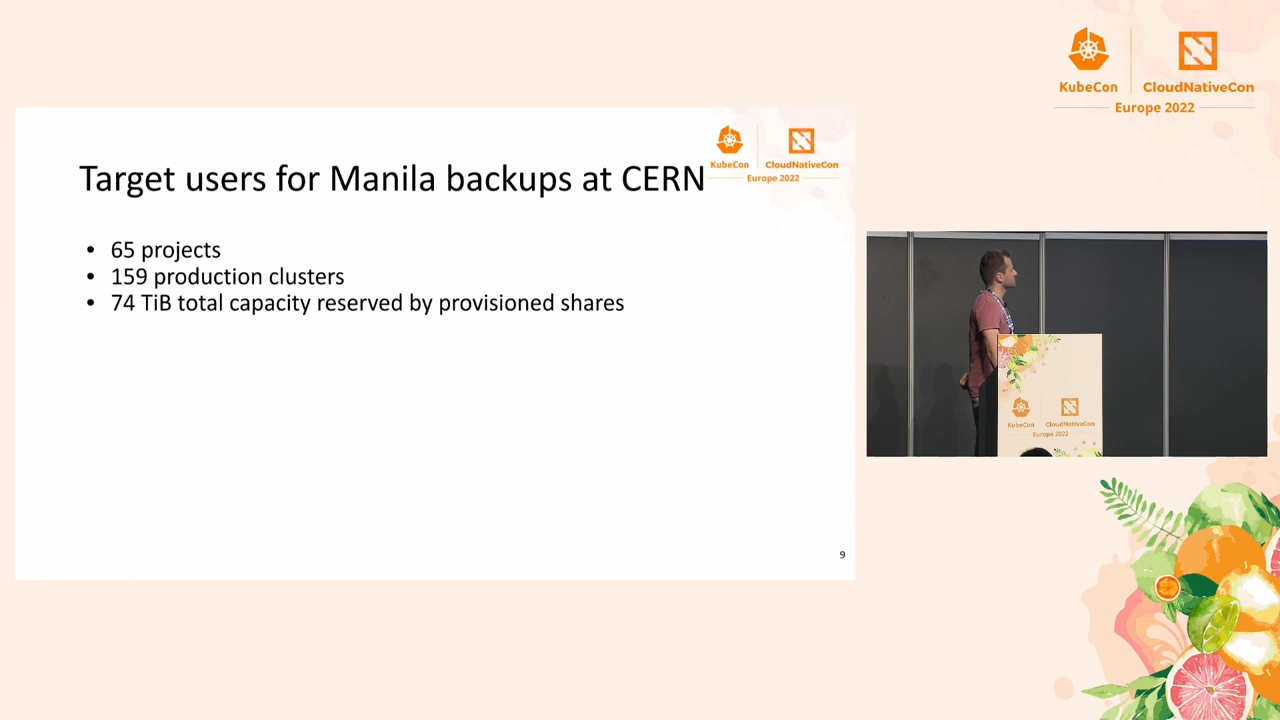 KubeCon
CloudNativeCon
Europe 2022
Target users for Manila backups at CERN
KubeCon
CloudNativeCon
Europe 2022
• 65 projects
• 159 production clusters
• 74 TiB total capacity reserved by provisioned shares
9
KubeCon
CloudNativeCon
Europe 2022